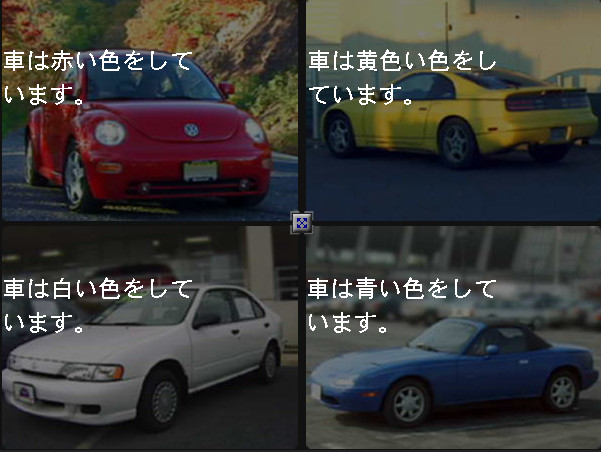 車は赤い色をして
います。
車は黄色い色をし
ています。
車は白い色をして
います。
車は青い色をして
います。